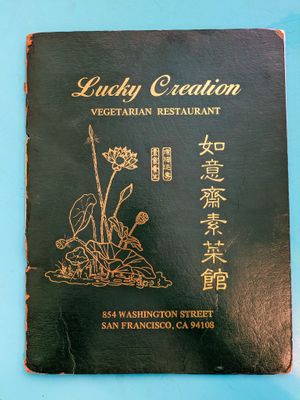 Lucky Creation
VEGETARIAN RESTAURANT
如意齋素菜館
854 WASHINGTON STREET
SAN FRANCISCO, CA 94108